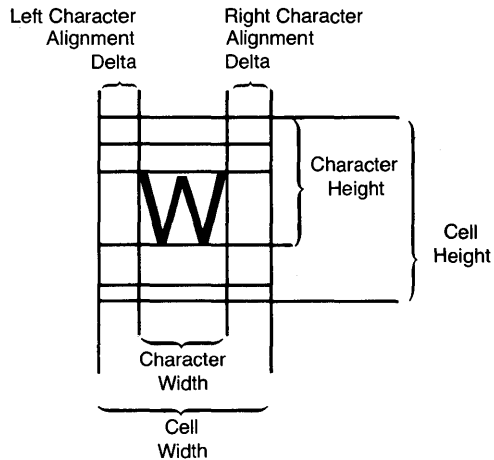 Left Character
Alignment
Delta
Right Character
Alignment
Delta
Character
Height
W
Cell
Height
Character
Width
Cell
Width